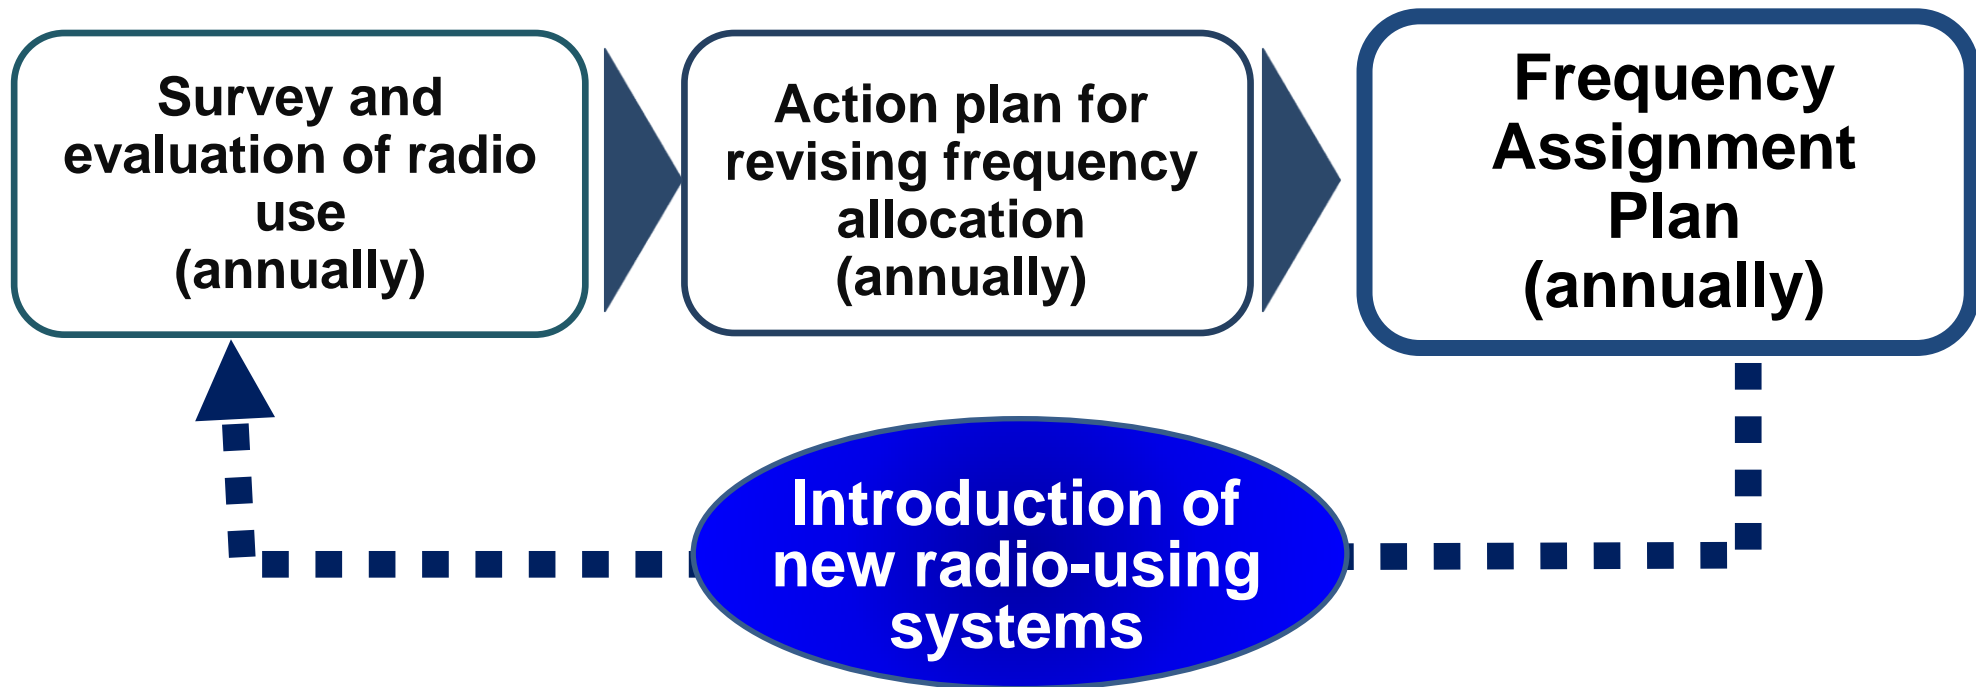 Survey and
evaluation of radio
use
(annually)
Action plan for
revising frequency
allocation
(annually)
Frequency
Assignment
Plan
(annually)
Introduction of
new radio-using
systems